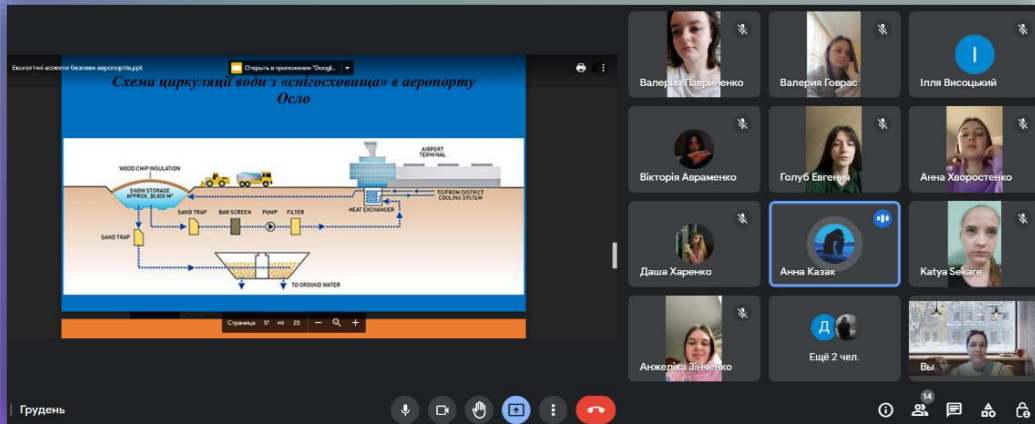 Екологічні аспекти безпеки аеропортів.ppt
Открыть в приложении "Googl...
Схема циркуляції води з «снігосховища» в аеропорту
Осло
WOOD CHIP INSULATION
SNOW STORAGE
APPROX. 30,000 M³
AIRPORT
TERMINAL
TO/FROM DISTRICT
COOLING SYSTEM
HEAT EXCHANGER
SAND TRAP
BAR SCREEN
PUMP
FILTER
SAND TRAP
TO GROUND WATER
Страница 17 из 23
Валерия Лавриненко
Валерия Говрас
І
Ілля Висоцький
Вікторія Авраменко
Голуб Евгения
Анна Хворостенко
Даша Харенко
Анна Казак
Katya Sekare
Анжеліка Зінченко
Д
Ещё 2 чел.
Вы
Грудень
14